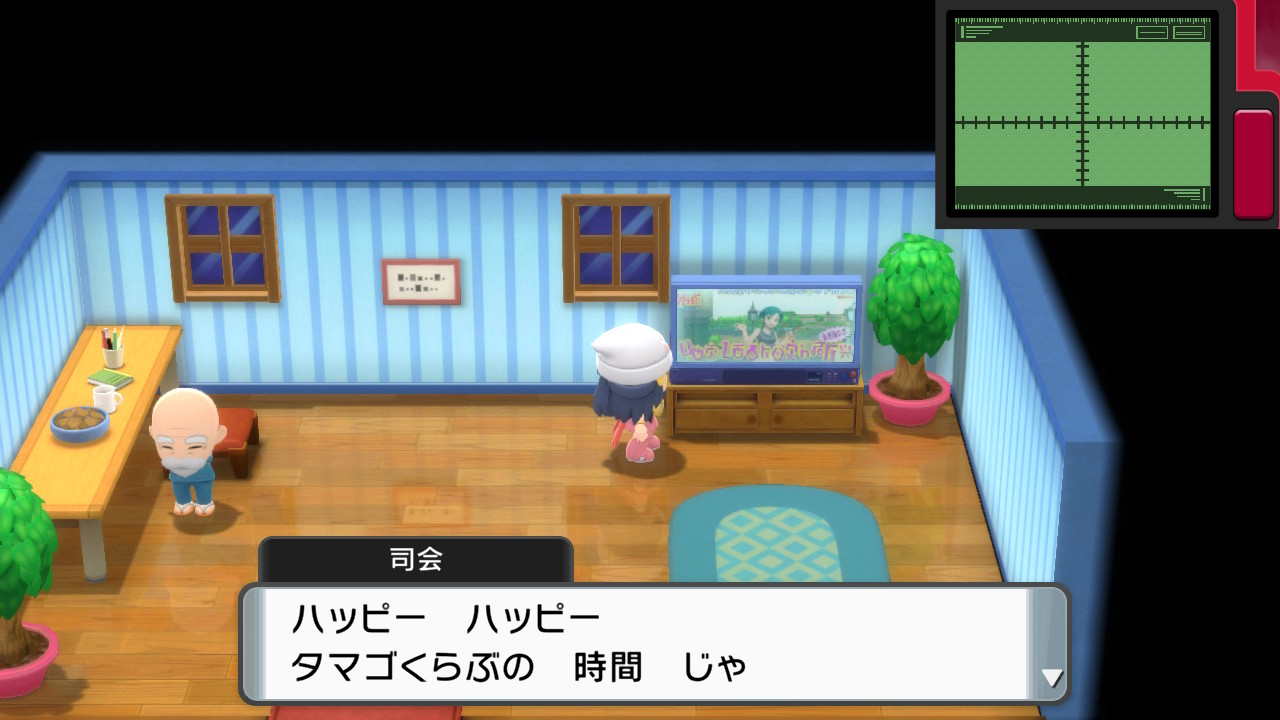 司会
ハッピー　ハッピー
タマゴくらぶの　時間　じゃ